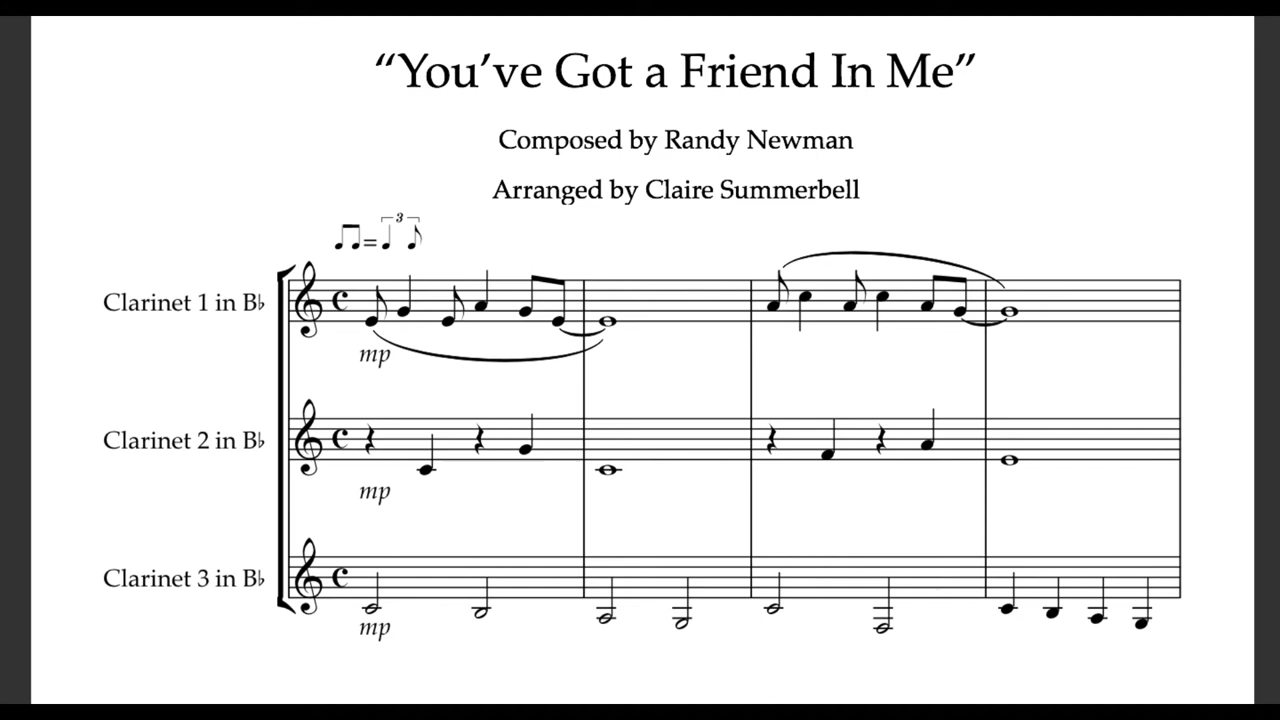 “You’ve Got a Friend In Me”
Composed by Randy Newman
Arranged by Claire Summerbell
3
Clarinet 1 in B♭
mp
Clarinet 2 in B♭
mp
Clarinet 3 in B♭
mp